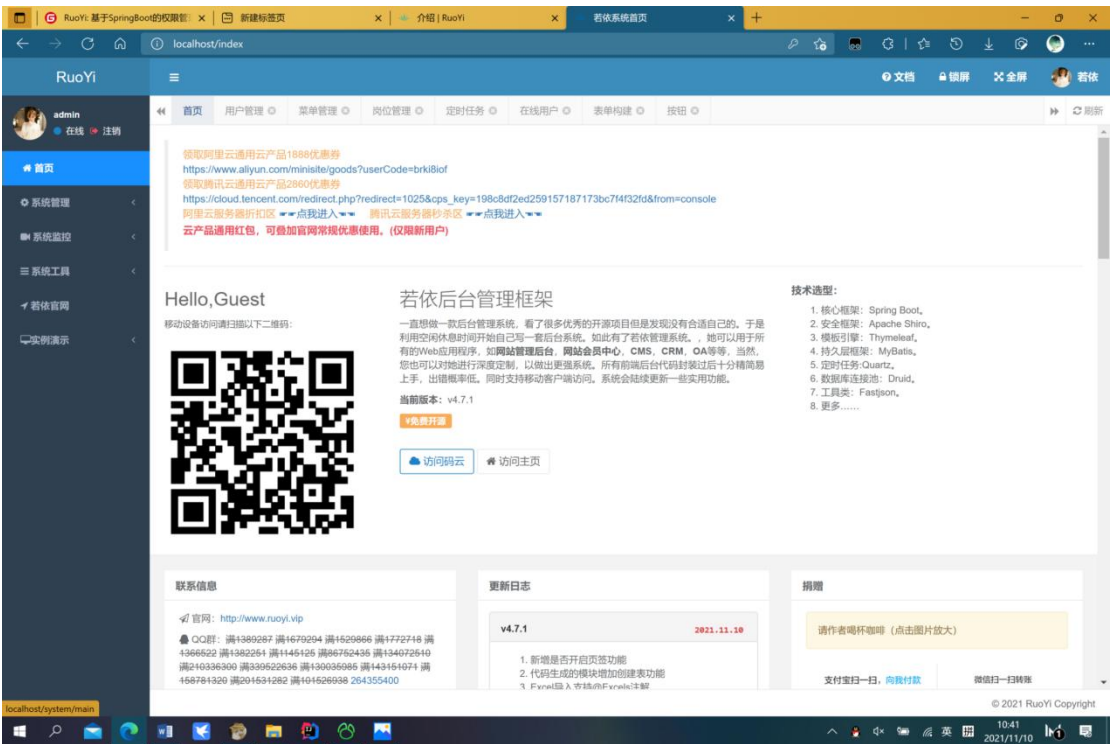 RuoYi: 基于SpringBoot的权限管
新建标签页
介绍 | RuoYi
若依系统首页
localhost/index
RuoYi
文档
锁屏
全屏
若依
admin
在线 注销
首页
用户管理
菜单管理
岗位管理
定时任务
在线用户
表单构建
按钮
刷新
首页
系统管理
系统监控
系统工具
若依官网
实例演示
领取阿里云通用云产品1888优惠券
https://www.aliyun.com/minisite/goods?userCode=brki8iof
领取腾讯云通用云产品2860优惠券
https://cloud.tencent.com/redirect.php?redirect=1025&cps_key=198c8df2ed259157187173bc7f4f32fd&from=console
阿里云服务器折扣区 ☛☛点我进入☚☚ 腾讯云服务器秒杀区 ☛☛点我进入☚☚
云产品通用红包，可叠加官网常规优惠使用。(仅限新用户)
Hello,Guest
移动设备访问请扫描以下二维码：
若依后台管理框架
一直想做一款后台管理系统，看了很多优秀的开源项目但是发现没有合适自己的。于是
利用空闲休息时间开始自己写一套后台系统。如此有了若依管理系统。，她可以用于所
有的Web应用程序，如网站管理后台，网站会员中心，CMS，CRM，OA等等，当然，
您也可以对她进行深度定制，以做出更强系统。所有前端后台代码封装过后十分精简易
上手，出错概率低。同时支持移动客户端访问。系统会陆续更新一些实用功能。
当前版本：v4.7.1
¥免费开源
访问码云
访问主页
技术选型：
1. 核心框架：Spring Boot。
2. 安全框架：Apache Shiro。
3. 模板引擎：Thymeleaf。
4. 持久层框架：MyBatis。
5. 定时任务:Quartz。
6. 数据库连接池：Druid。
7. 工具类：Fastjson。
8. 更多……
联系信息
官网：http://www.ruoyi.vip
QQ群：满1389287 满1679294 满1529866 满1772718 满
1366522 满1382251 满1145125 满86752435 满134072510
满210336300 满339522636 满130035985 满143151071 满
158781320 满201531282 满101526938 264355400
更新日志
v4.7.1
2021.11.10
1. 新增是否开启页签功能
2. 代码生成的模块增加创建表功能
3. Excel导入支持@Excels注解
捐赠
请作者喝杯咖啡（点击图片放大）
支付宝扫一扫，向我付款
微信扫一扫转账
localhost/system/main
© 2021 RuoYi Copyright
英
10:41
2021/11/10